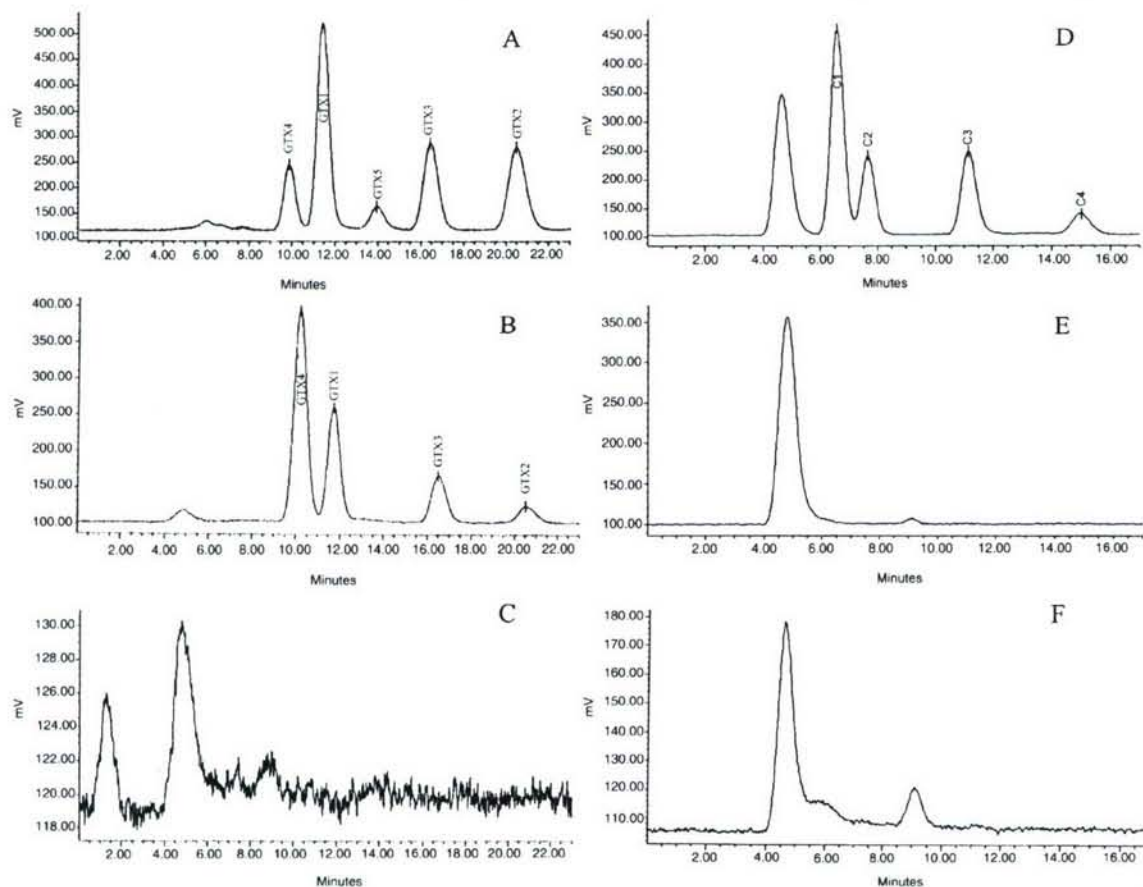 A
500.00
450.00
400.00
350.00
300.00
250.00
200.00
150.00
100.00
mV
GTX4
GTX1
GTX5
GTX3
GTX2
2.00 4.00 6.00 8.00 10.00 12.00 14.00 16.00 18.00 20.00 22.00
Minutes
D
450.00
400.00
350.00
300.00
250.00
200.00
150.00
100.00
mV
C1
C2
C3
C4
2.00 4.00 6.00 8.00 10.00 12.00 14.00 16.00
Minutes
B
400.00
350.00
300.00
250.00
200.00
150.00
100.00
mV
GTX4
GTX1
GTX3
GTX2
2.00 4.00 6.00 8.00 10.00 12.00 14.00 16.00 18.00 20.00 22.00
Minutes
E
350.00
300.00
250.00
200.00
150.00
100.00
mV
2.00 4.00 6.00 8.00 10.00 12.00 14.00 16.00
Minutes
C
130.00
128.00
126.00
124.00
122.00
120.00
118.00
mV
2.00 4.00 6.00 8.00 10.00 12.00 14.00 16.00 18.00 20.00 22.00
Minutes
F
180.00
170.00
160.00
150.00
140.00
130.00
120.00
110.00
mV
2.00 4.00 6.00 8.00 10.00 12.00 14.00 16.00
Minutes